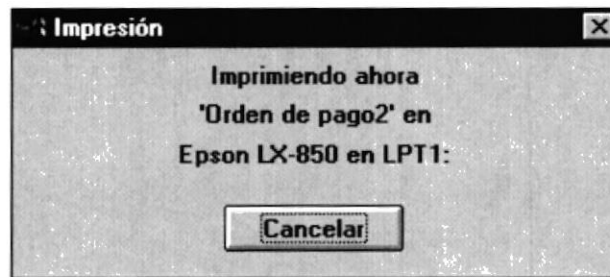 Impresión
Imprimiendo ahora
'Orden de pago2' en
Epson LX-850 en LPT1:
Cancelar